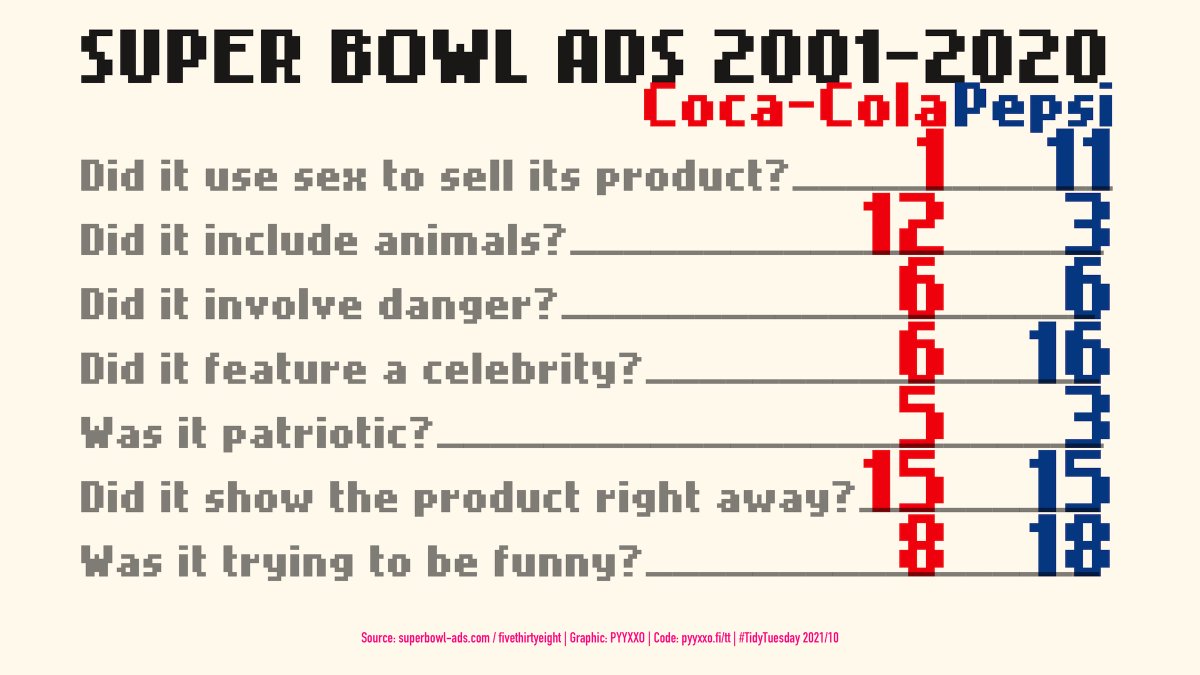 SUPER BOWL ADS 2001-2020
Coca-Cola Pepsi
Did it use sex to sell its product? 1 11
Did it include animals? 12 3
Did it involve danger? 6 6
Did it feature a celebrity? 6 16
Was it patriotic? 5 3
Did it show the product right away? 15 15
Was it trying to be funny? 8 18
Source: superbowl-ads.com / fivethirtyeight | Graphic: PYYXXO | Code: pyyxxo.fi/tt | #TidyTuesday 2021/10